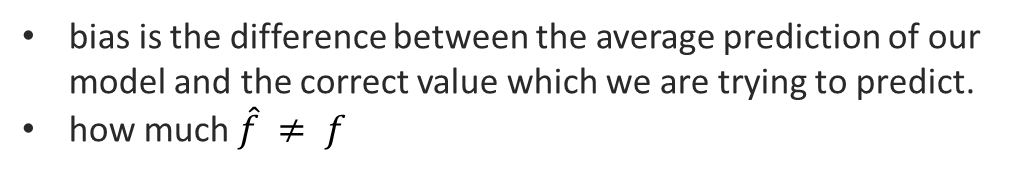 • bias is the difference between the average prediction of our
model and the correct value which we are trying to predict.
• how much f̂ ≠ f